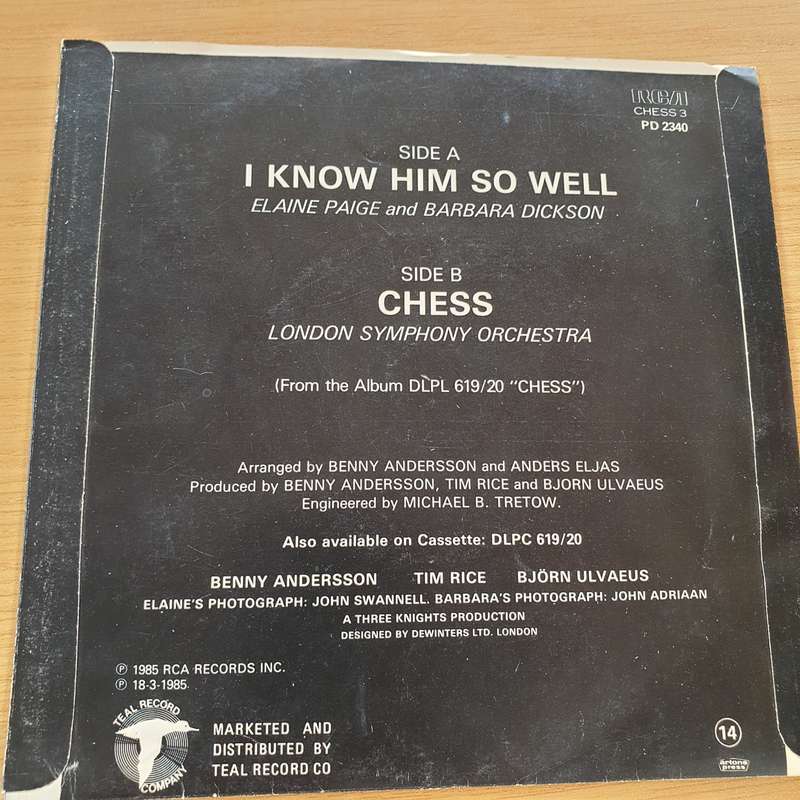 RCA
CHESS 3
PD 2340
SIDE A
I KNOW HIM SO WELL
ELAINE PAIGE and BARBARA DICKSON
SIDE B
CHESS
LONDON SYMPHONY ORCHESTRA
(From the Album DLPL 619/20 "CHESS")
Arranged by BENNY ANDERSSON and ANDERS ELJAS
Produced by BENNY ANDERSSON, TIM RICE and BJORN ULVAEUS
Engineered by MICHAEL B. TRETOW.
Also available on Cassette: DLPC 619/20
BENNY ANDERSSON TIM RICE BJÖRN ULVAEUS
ELAINE'S PHOTOGRAPH: JOHN SWANNELL. BARBARA'S PHOTOGRAPH: JOHN ADRIAAN
A THREE KNIGHTS PRODUCTION
DESIGNED BY DEWINTERS LTD. LONDON
℗ 1985 RCA RECORDS INC.
℗ 18-3-1985
TEAL RECORD
COMPANY
MARKETED AND
DISTRIBUTED BY
TEAL RECORD CO
14
artone
press